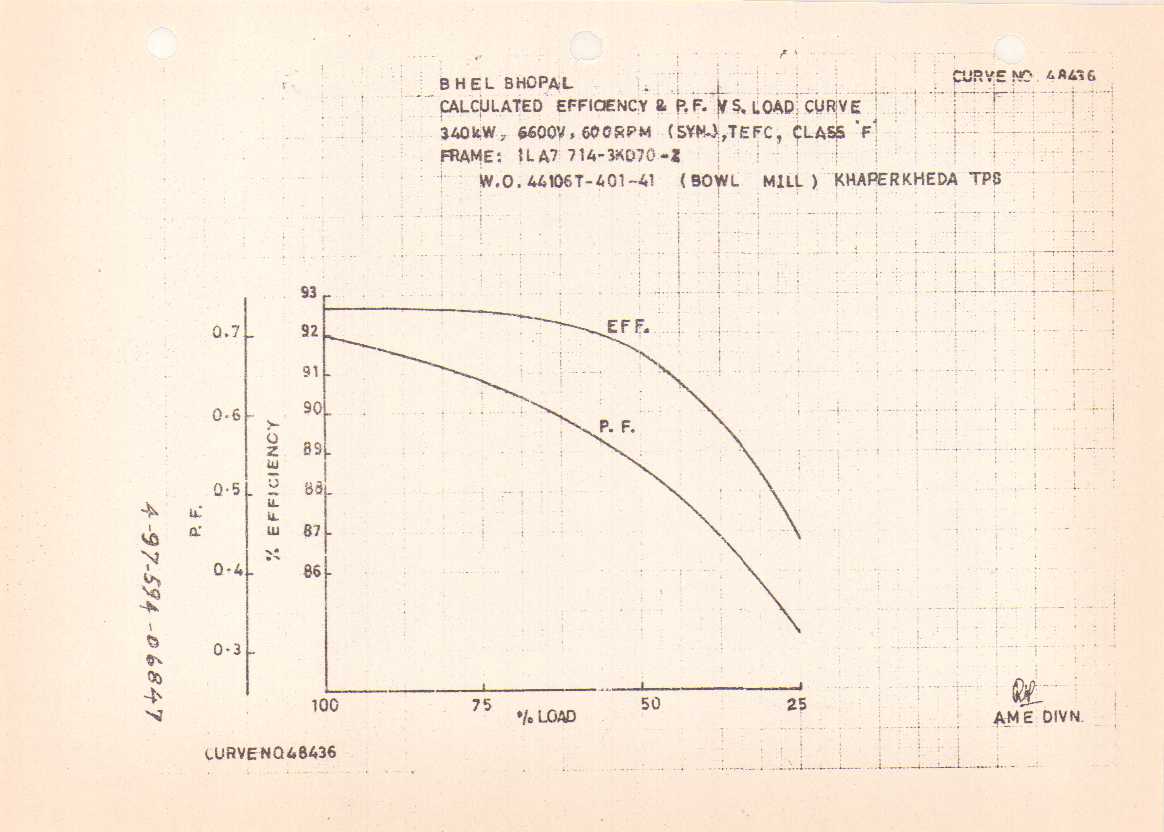 CURVE NO 48436
BHEL BHOPAL
CALCULATED EFFICIENCY & P.F. VS. LOAD CURVE
340kW, 6600V, 600RPM (SYN.), TEFC, CLASS 'F'
FRAME: 1LA7 714-3KD70-Z
W.O. 44106T-401-41 (BOWL MILL) KHAPERKHEDA TPS
93
0.7
92
EFF.
91
0.6
90
P.F.
89
0.5
88
87
0.4
86
0.3
P.F.
% EFFICIENCY
4-97-594-06847
100 75 50 25
% LOAD
AME DIVN.
CURVE NO 48436